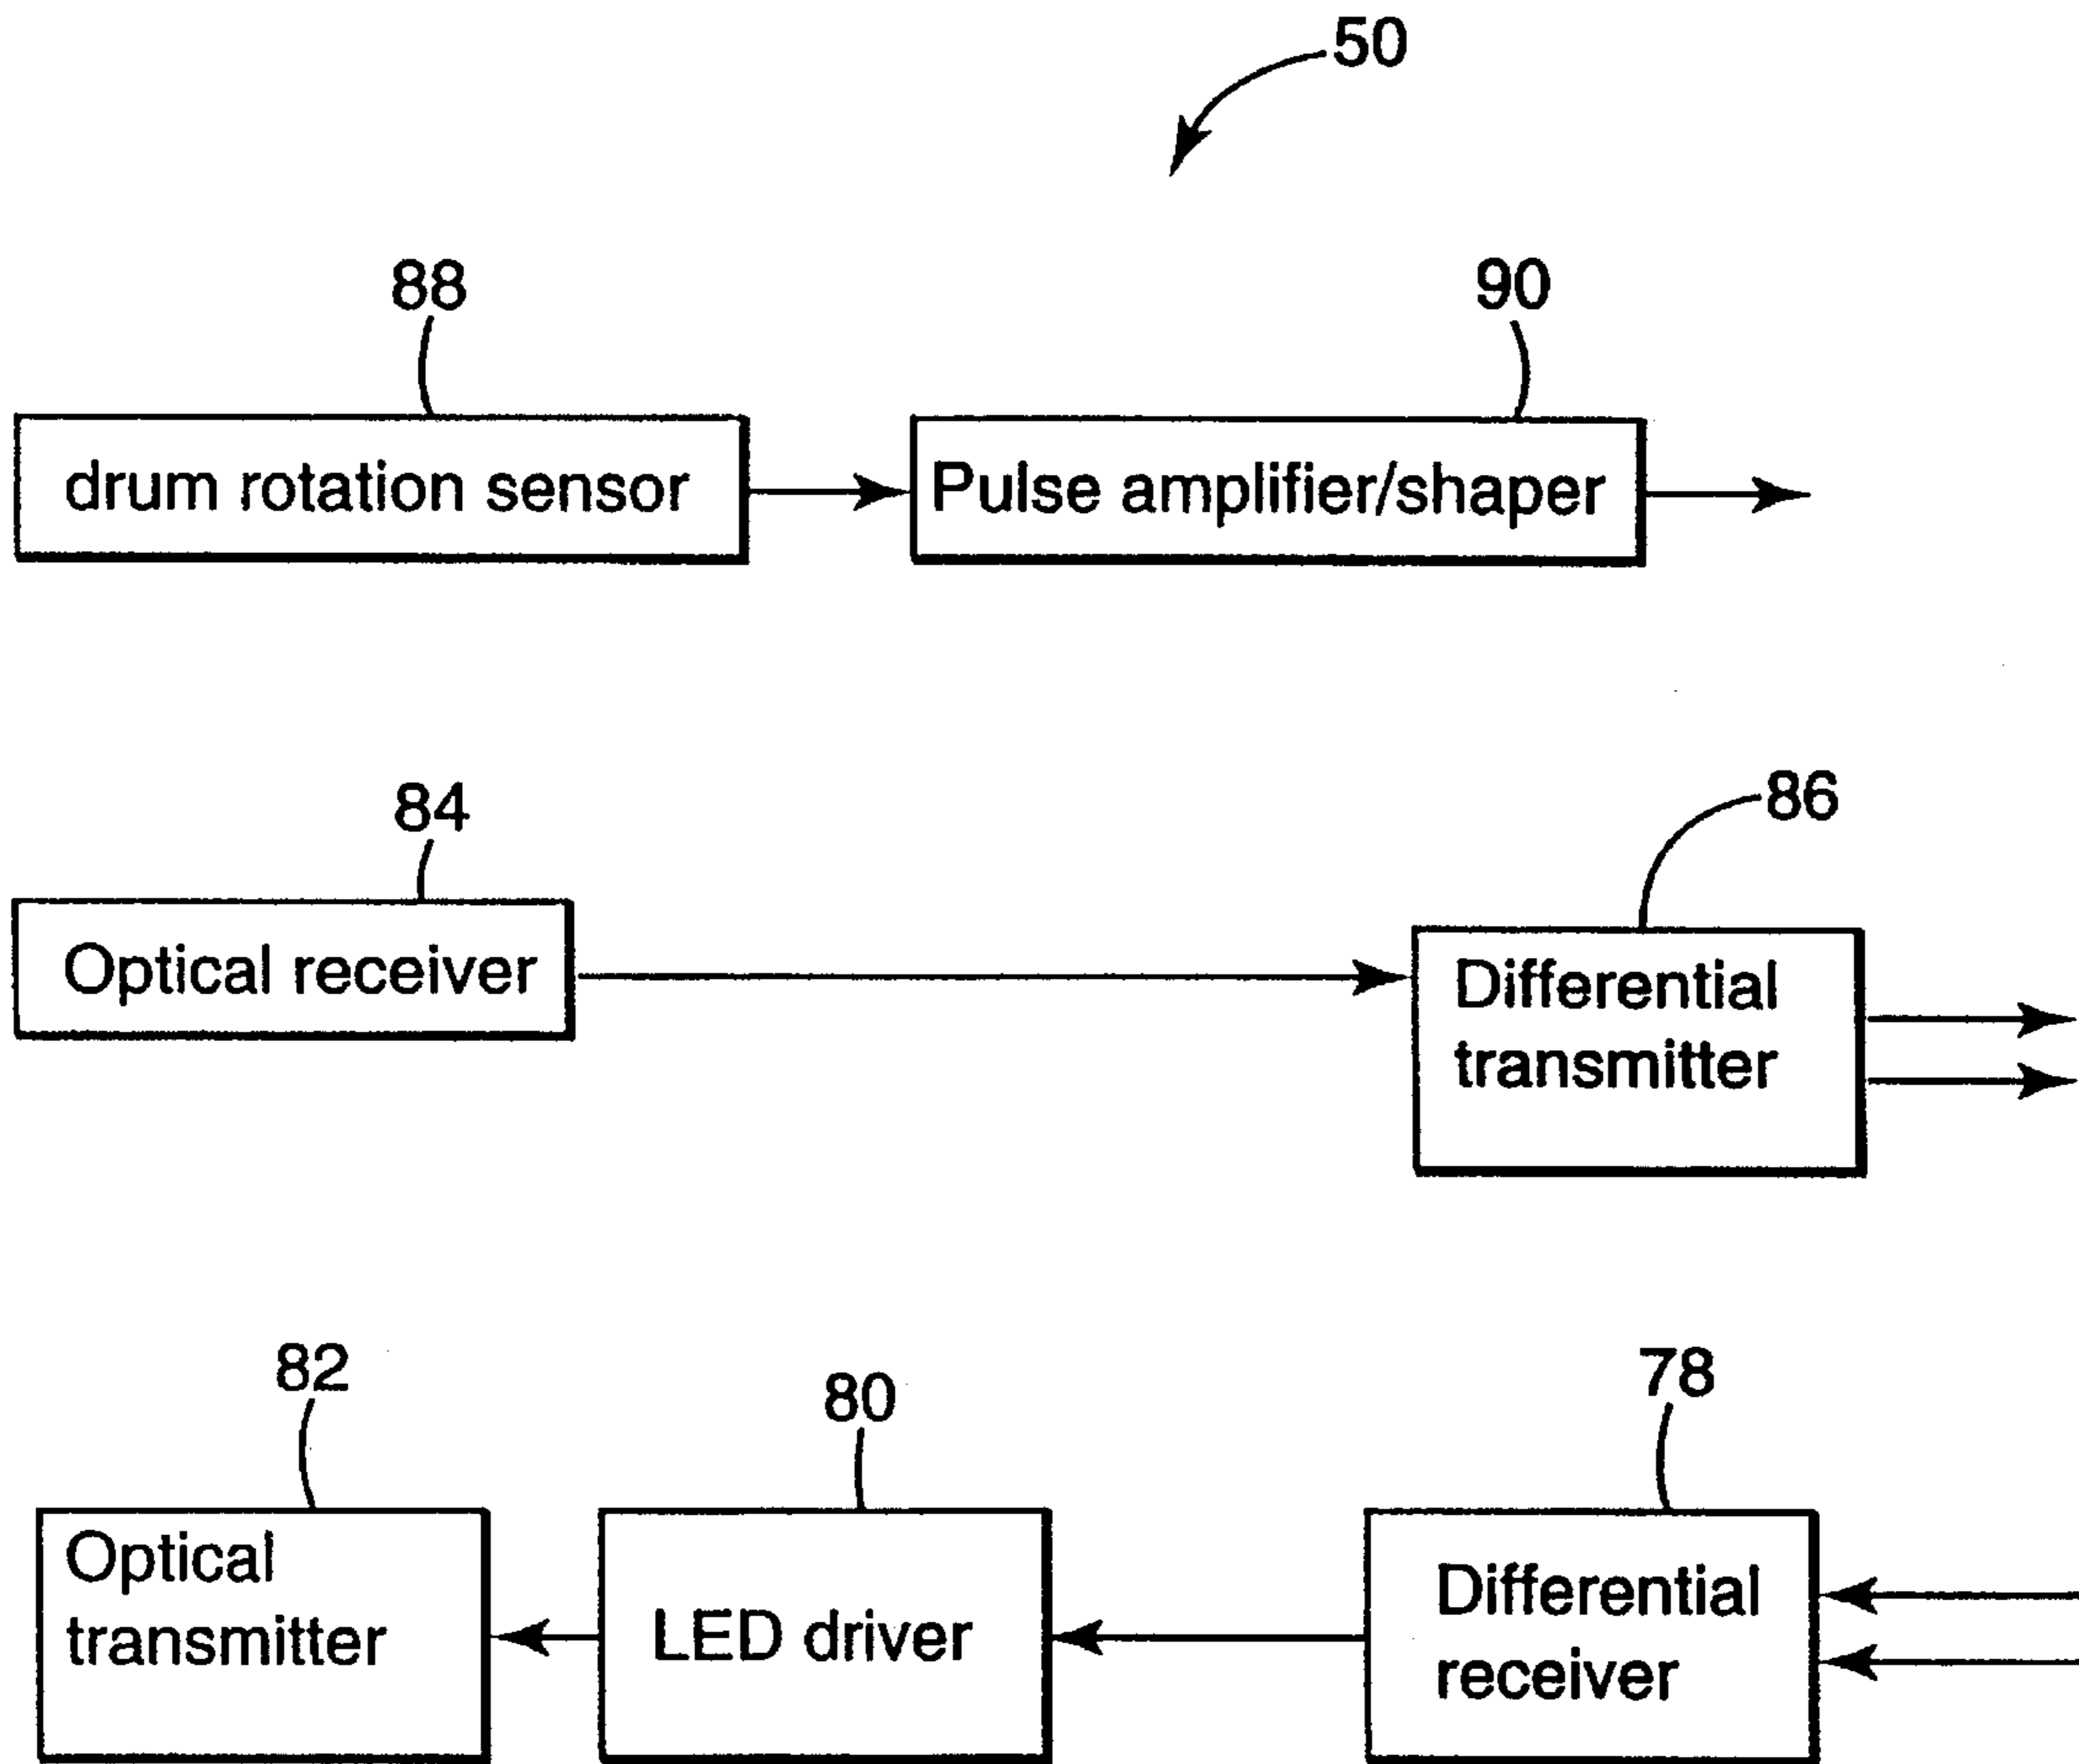 50
88
90
drum rotation sensor
Pulse amplifier/shaper
84
86
Optical receiver
Differential
transmitter
82
80
78
Optical
transmitter
LED driver
Differential
receiver